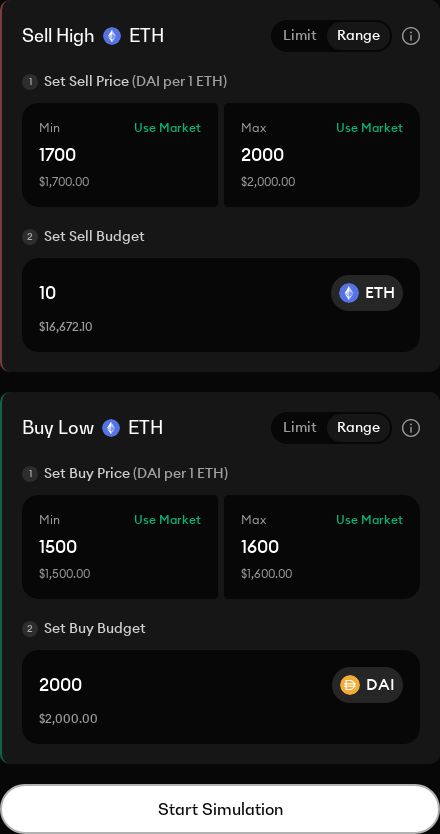 Sell High ETH Limit Range
1 Set Sell Price (DAI per 1 ETH)
Min Use Market Max Use Market
1700 2000
$1,700.00 $2,000.00
2 Set Sell Budget
10 ETH
$16,672.10
Buy Low ETH Limit Range
1 Set Buy Price (DAI per 1 ETH)
Min Use Market Max Use Market
1500 1600
$1,500.00 $1,600.00
2 Set Buy Budget
2000 DAI
$2,000.00
Start Simulation